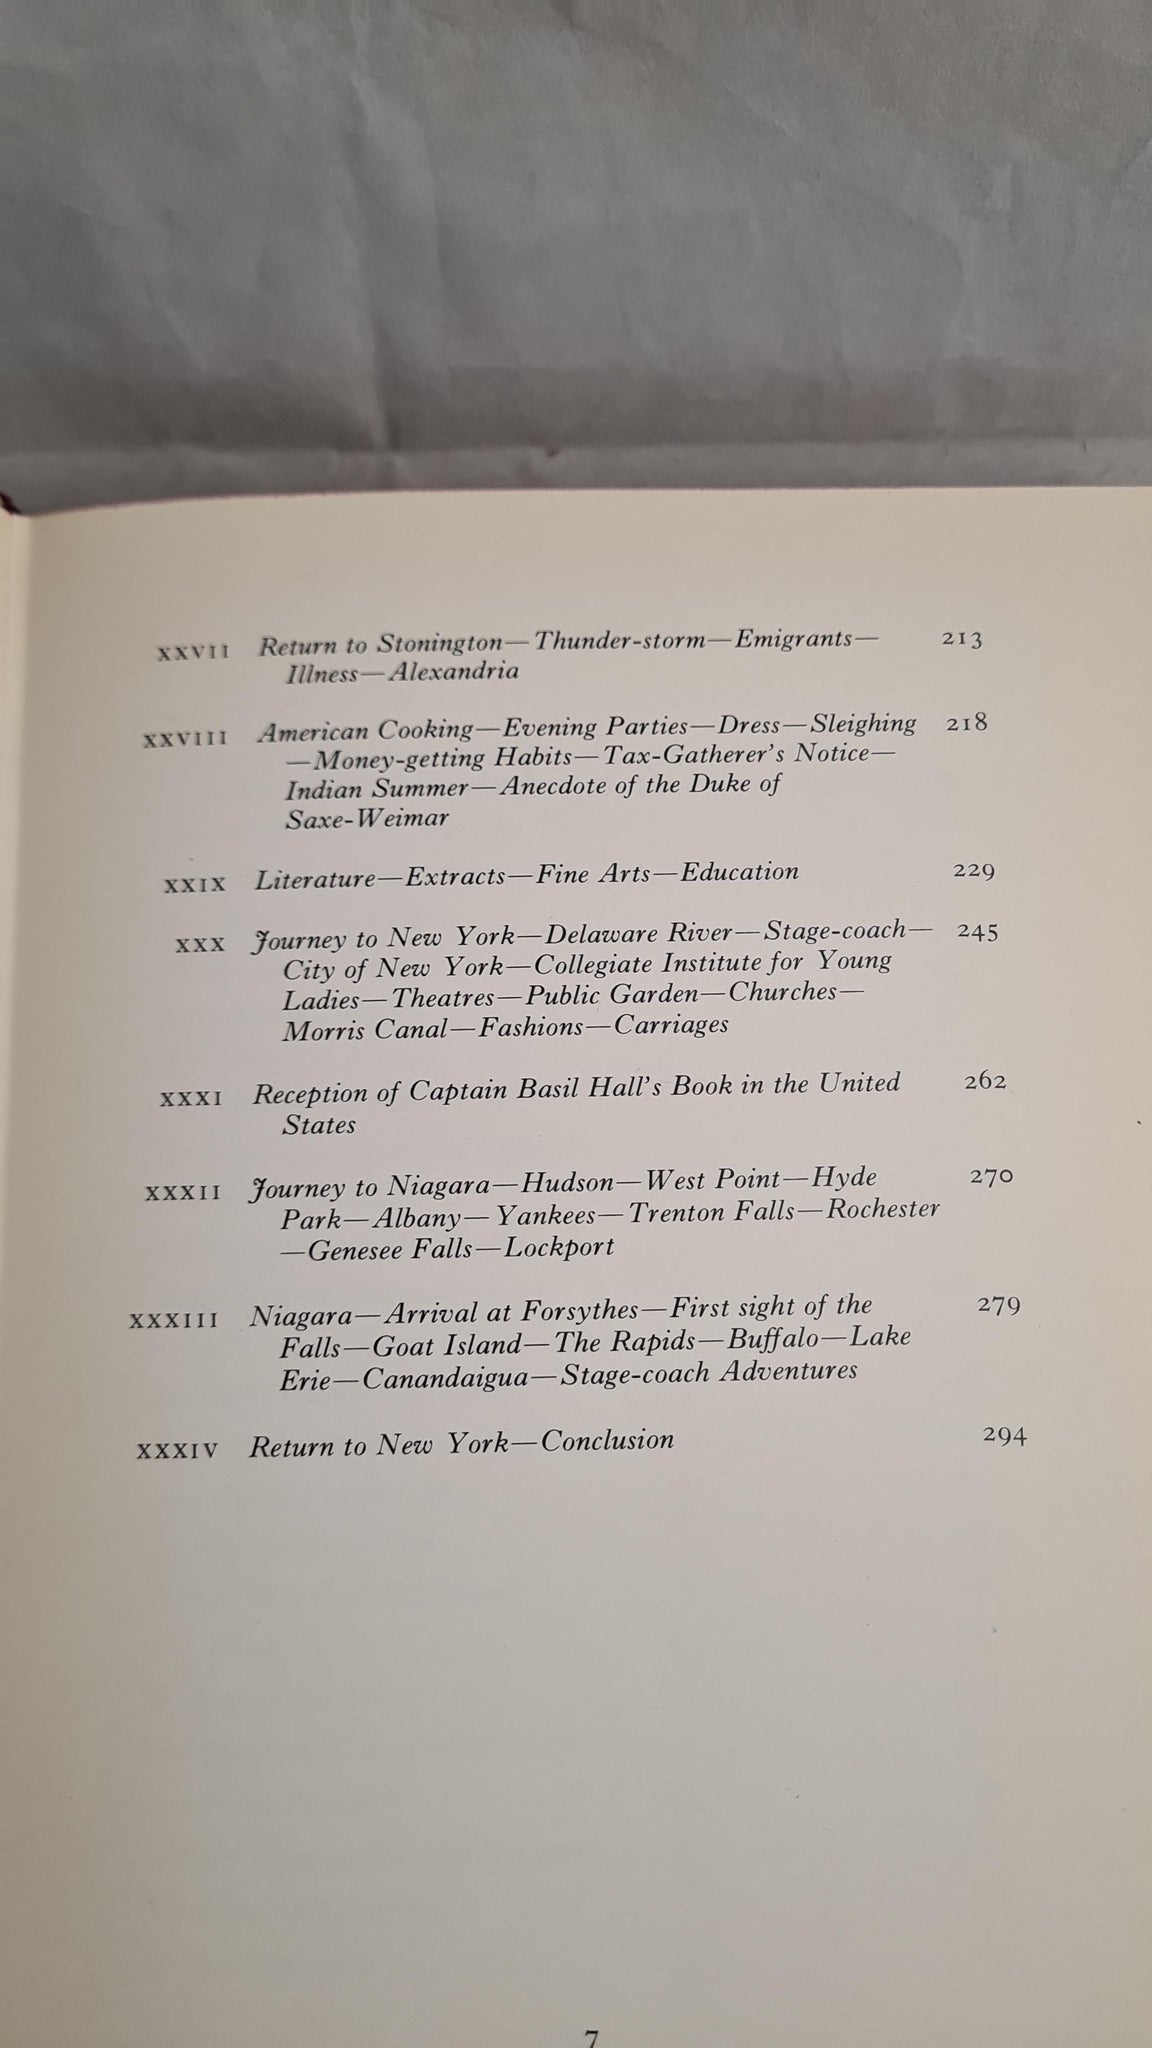 XXVII Return to Stonington—Thunder-storm—Emigrants— 213
Illness—Alexandria
XXVIII American Cooking—Evening Parties—Dress—Sleighing 218
—Money-getting Habits—Tax-Gatherer's Notice—
Indian Summer—Anecdote of the Duke of
Saxe-Weimar
XXIX Literature—Extracts—Fine Arts—Education 229
XXX Journey to New York—Delaware River—Stage-coach— 245
City of New York—Collegiate Institute for Young
Ladies—Theatres—Public Garden—Churches—
Morris Canal—Fashions—Carriages
XXXI Reception of Captain Basil Hall's Book in the United 262
States
XXXII Journey to Niagara—Hudson—West Point—Hyde 270
Park—Albany—Yankees—Trenton Falls—Rochester
—Genesee Falls—Lockport
XXXIII Niagara—Arrival at Forsythes—First sight of the 279
Falls—Goat Island—The Rapids—Buffalo—Lake
Erie—Canandaigua—Stage-coach Adventures
XXXIV Return to New York—Conclusion 294
7